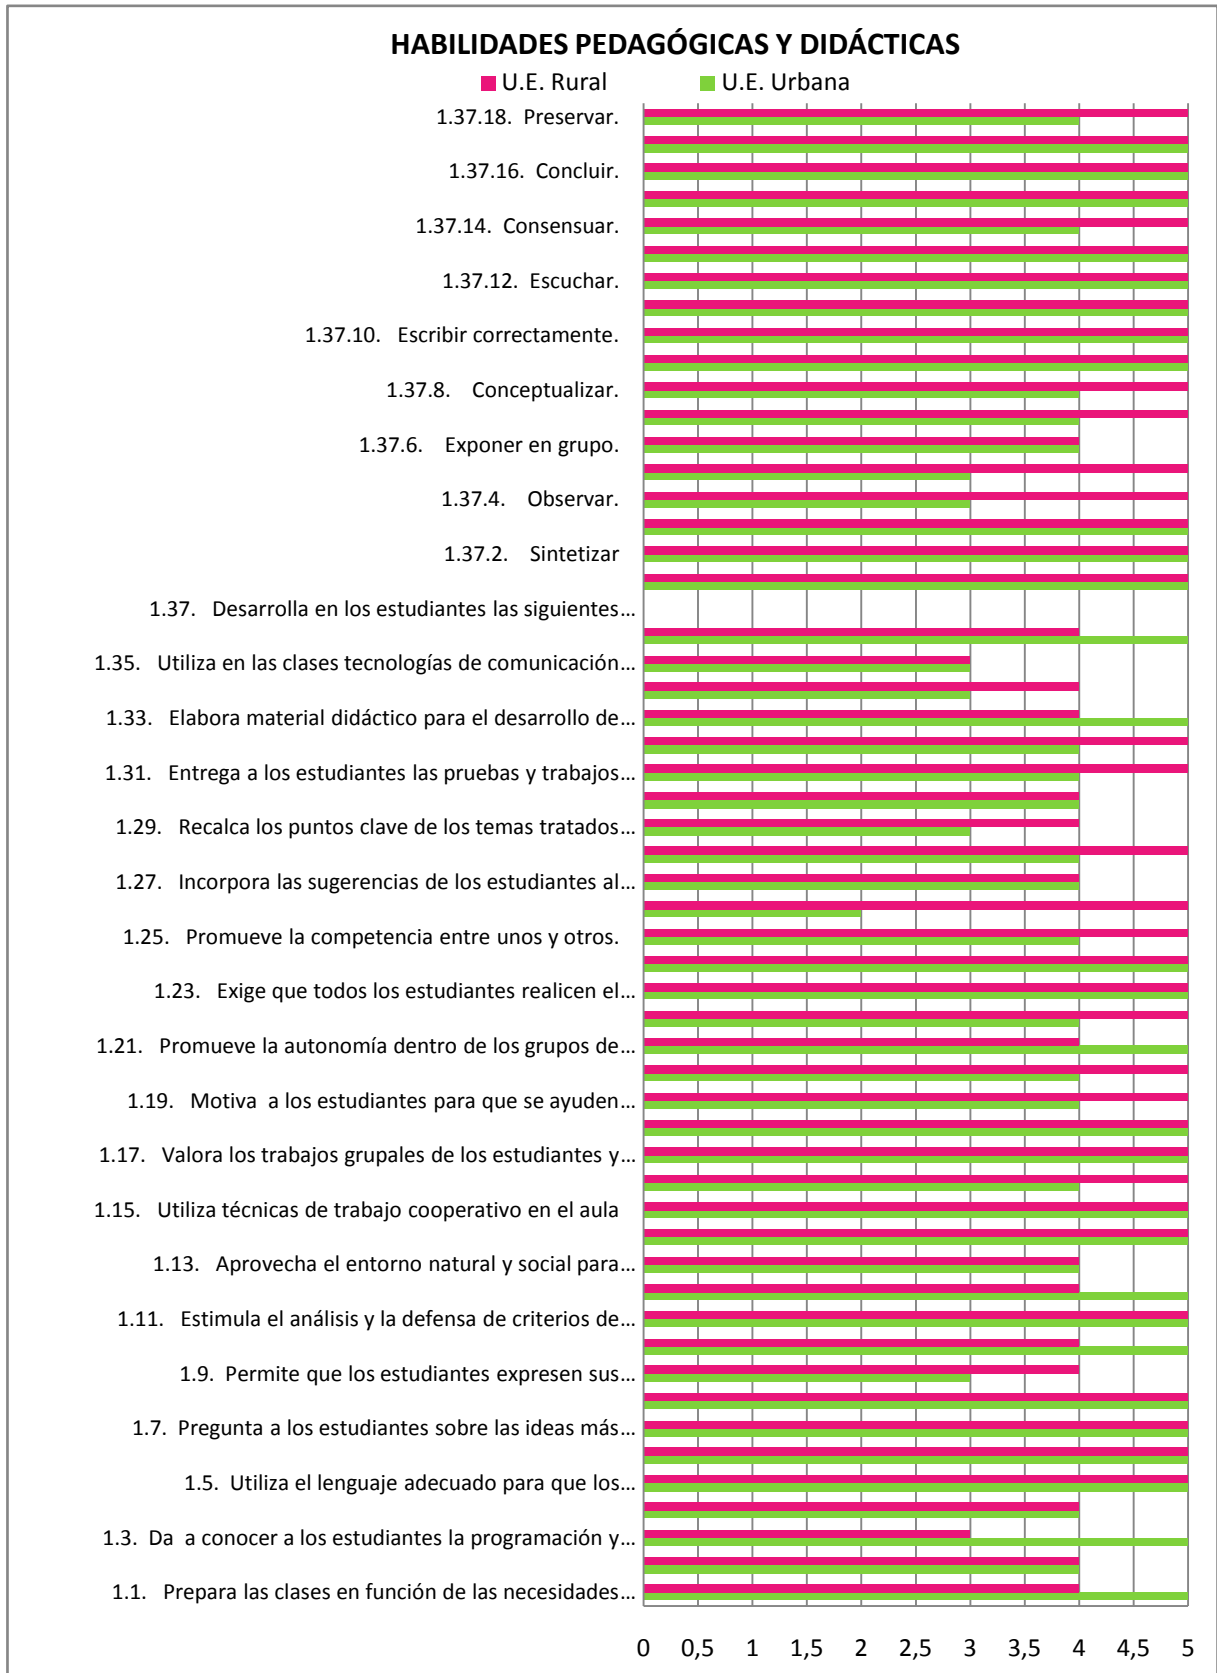 HABILIDADES PEDAGÓGICAS Y DIDÁCTICAS
U.E. Rural U.E. Urbana
1.37.18. Preservar.
1.37.16. Concluir.
1.37.14. Consensuar.
1.37.12. Escuchar.
1.37.10. Escribir correctamente.
1.37.8. Conceptualizar.
1.37.6. Exponer en grupo.
1.37.4. Observar.
1.37.2. Sintetizar
1.37. Desarrolla en los estudiantes las siguientes...
1.35. Utiliza en las clases tecnologías de comunicación...
1.33. Elabora material didáctico para el desarrollo de...
1.31. Entrega a los estudiantes las pruebas y trabajos...
1.29. Recalca los puntos clave de los temas tratados...
1.27. Incorpora las sugerencias de los estudiantes al...
1.25. Promueve la competencia entre unos y otros.
1.23. Exige que todos los estudiantes realicen el...
1.21. Promueve la autonomía dentro de los grupos de...
1.19. Motiva a los estudiantes para que se ayuden...
1.17. Valora los trabajos grupales de los estudiantes y...
1.15. Utiliza técnicas de trabajo cooperativo en el aula
1.13. Aprovecha el entorno natural y social para...
1.11. Estimula el análisis y la defensa de criterios de...
1.9. Permite que los estudiantes expresen sus...
1.7. Pregunta a los estudiantes sobre las ideas más...
1.5. Utiliza el lenguaje adecuado para que los...
1.3. Da a conocer a los estudiantes la programación y...
1.1. Prepara las clases en función de las necesidades...
0 0,5 1 1,5 2 2,5 3 3,5 4 4,5 5